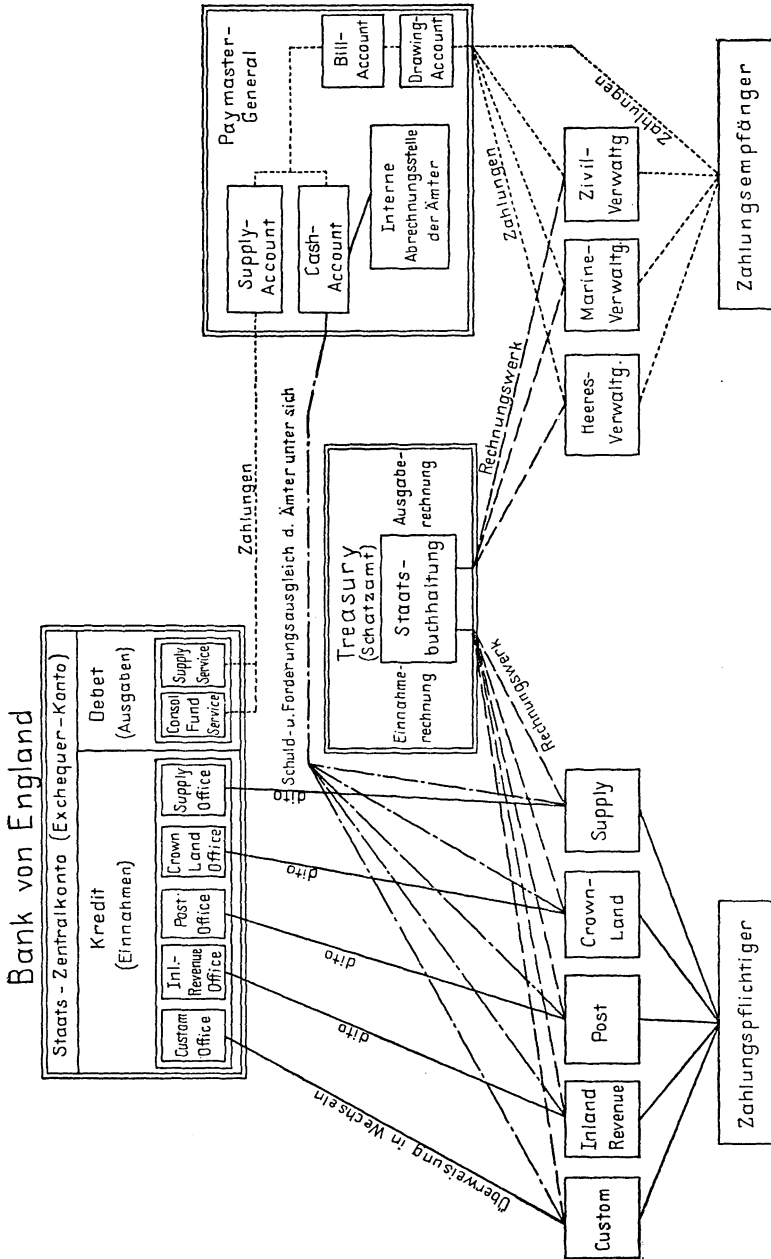 Bank von England
Staats-Zentralkonto (Exchequer-Konto)
Kredit
(Einnahmen)
Debet
(Ausgaben)
Custam
Office
Inl.-
Revenue
Office
Post-
Office
Crown
Land
Office
Supply
Office
Consol
Fund
Service
Supply
Service
Zahlungen
Paymaster-
General
Supply-
Account
Cash-
Account
Bill-
Account
Drawing-
Account
Interne
Abrechnungsstelle
der Ämter
Überweisung in Wechseln
dito
dito
dito
dito
Schuld-u. Forderungsausgleich d. Ämter unter sich
Treasury
(Schatzamt)
Einnahme-
rechnung
Staats-
buchhaltung
Ausgabe-
rechnung
Rechnungswerk
Rechnungswerk
Zahlungen
Zahlungen
Custom
Inland
Revenue
Post
Crown-
Land
Supply
Heeres-
Verwaltg.
Marine-
Verwaltg.
Zivil-
Verwaltg
Zahlungspflichtiger
Zahlungsempfänger